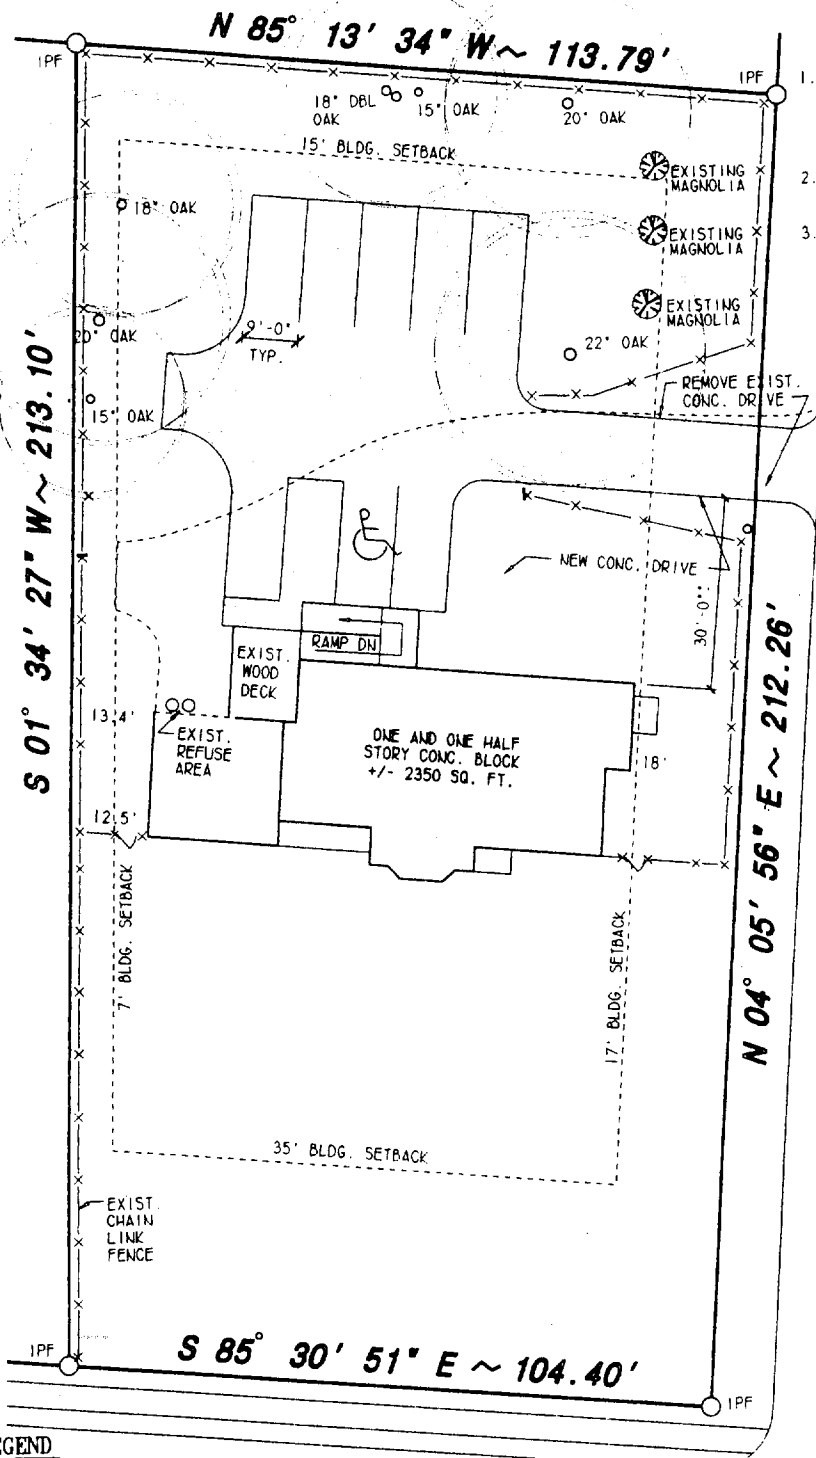 N 85° 13' 34" W ~ 113.79'
IPF
IPF
1.
18" DBL
OAK
15" OAK
20" OAK
15' BLDG. SETBACK
EXISTING
MAGNOLIA
2.
18" OAK
EXISTING
MAGNOLIA
3.
EXISTING
MAGNOLIA
20" OAK
9'-0"
TYP.
22" OAK
15" OAK
REMOVE EXIST.
CONC. DRIVE
S 01° 34' 27" W ~ 213.10'
NEW CONC. DRIVE
30'-0"
RAMP DN
EXIST.
WOOD
DECK
13.4'
EXIST.
REFUSE
AREA
ONE AND ONE HALF
STORY CONC. BLOCK
+/- 2350 SQ. FT.
18'
12.5'
N 04° 05' 56" E ~ 212.26'
7' BLDG. SETBACK
17' BLDG. SETBACK
35' BLDG. SETBACK
EXIST.
CHAIN
LINK
FENCE
IPF
S 85° 30' 51" E ~ 104.40'
IPF
EGEND